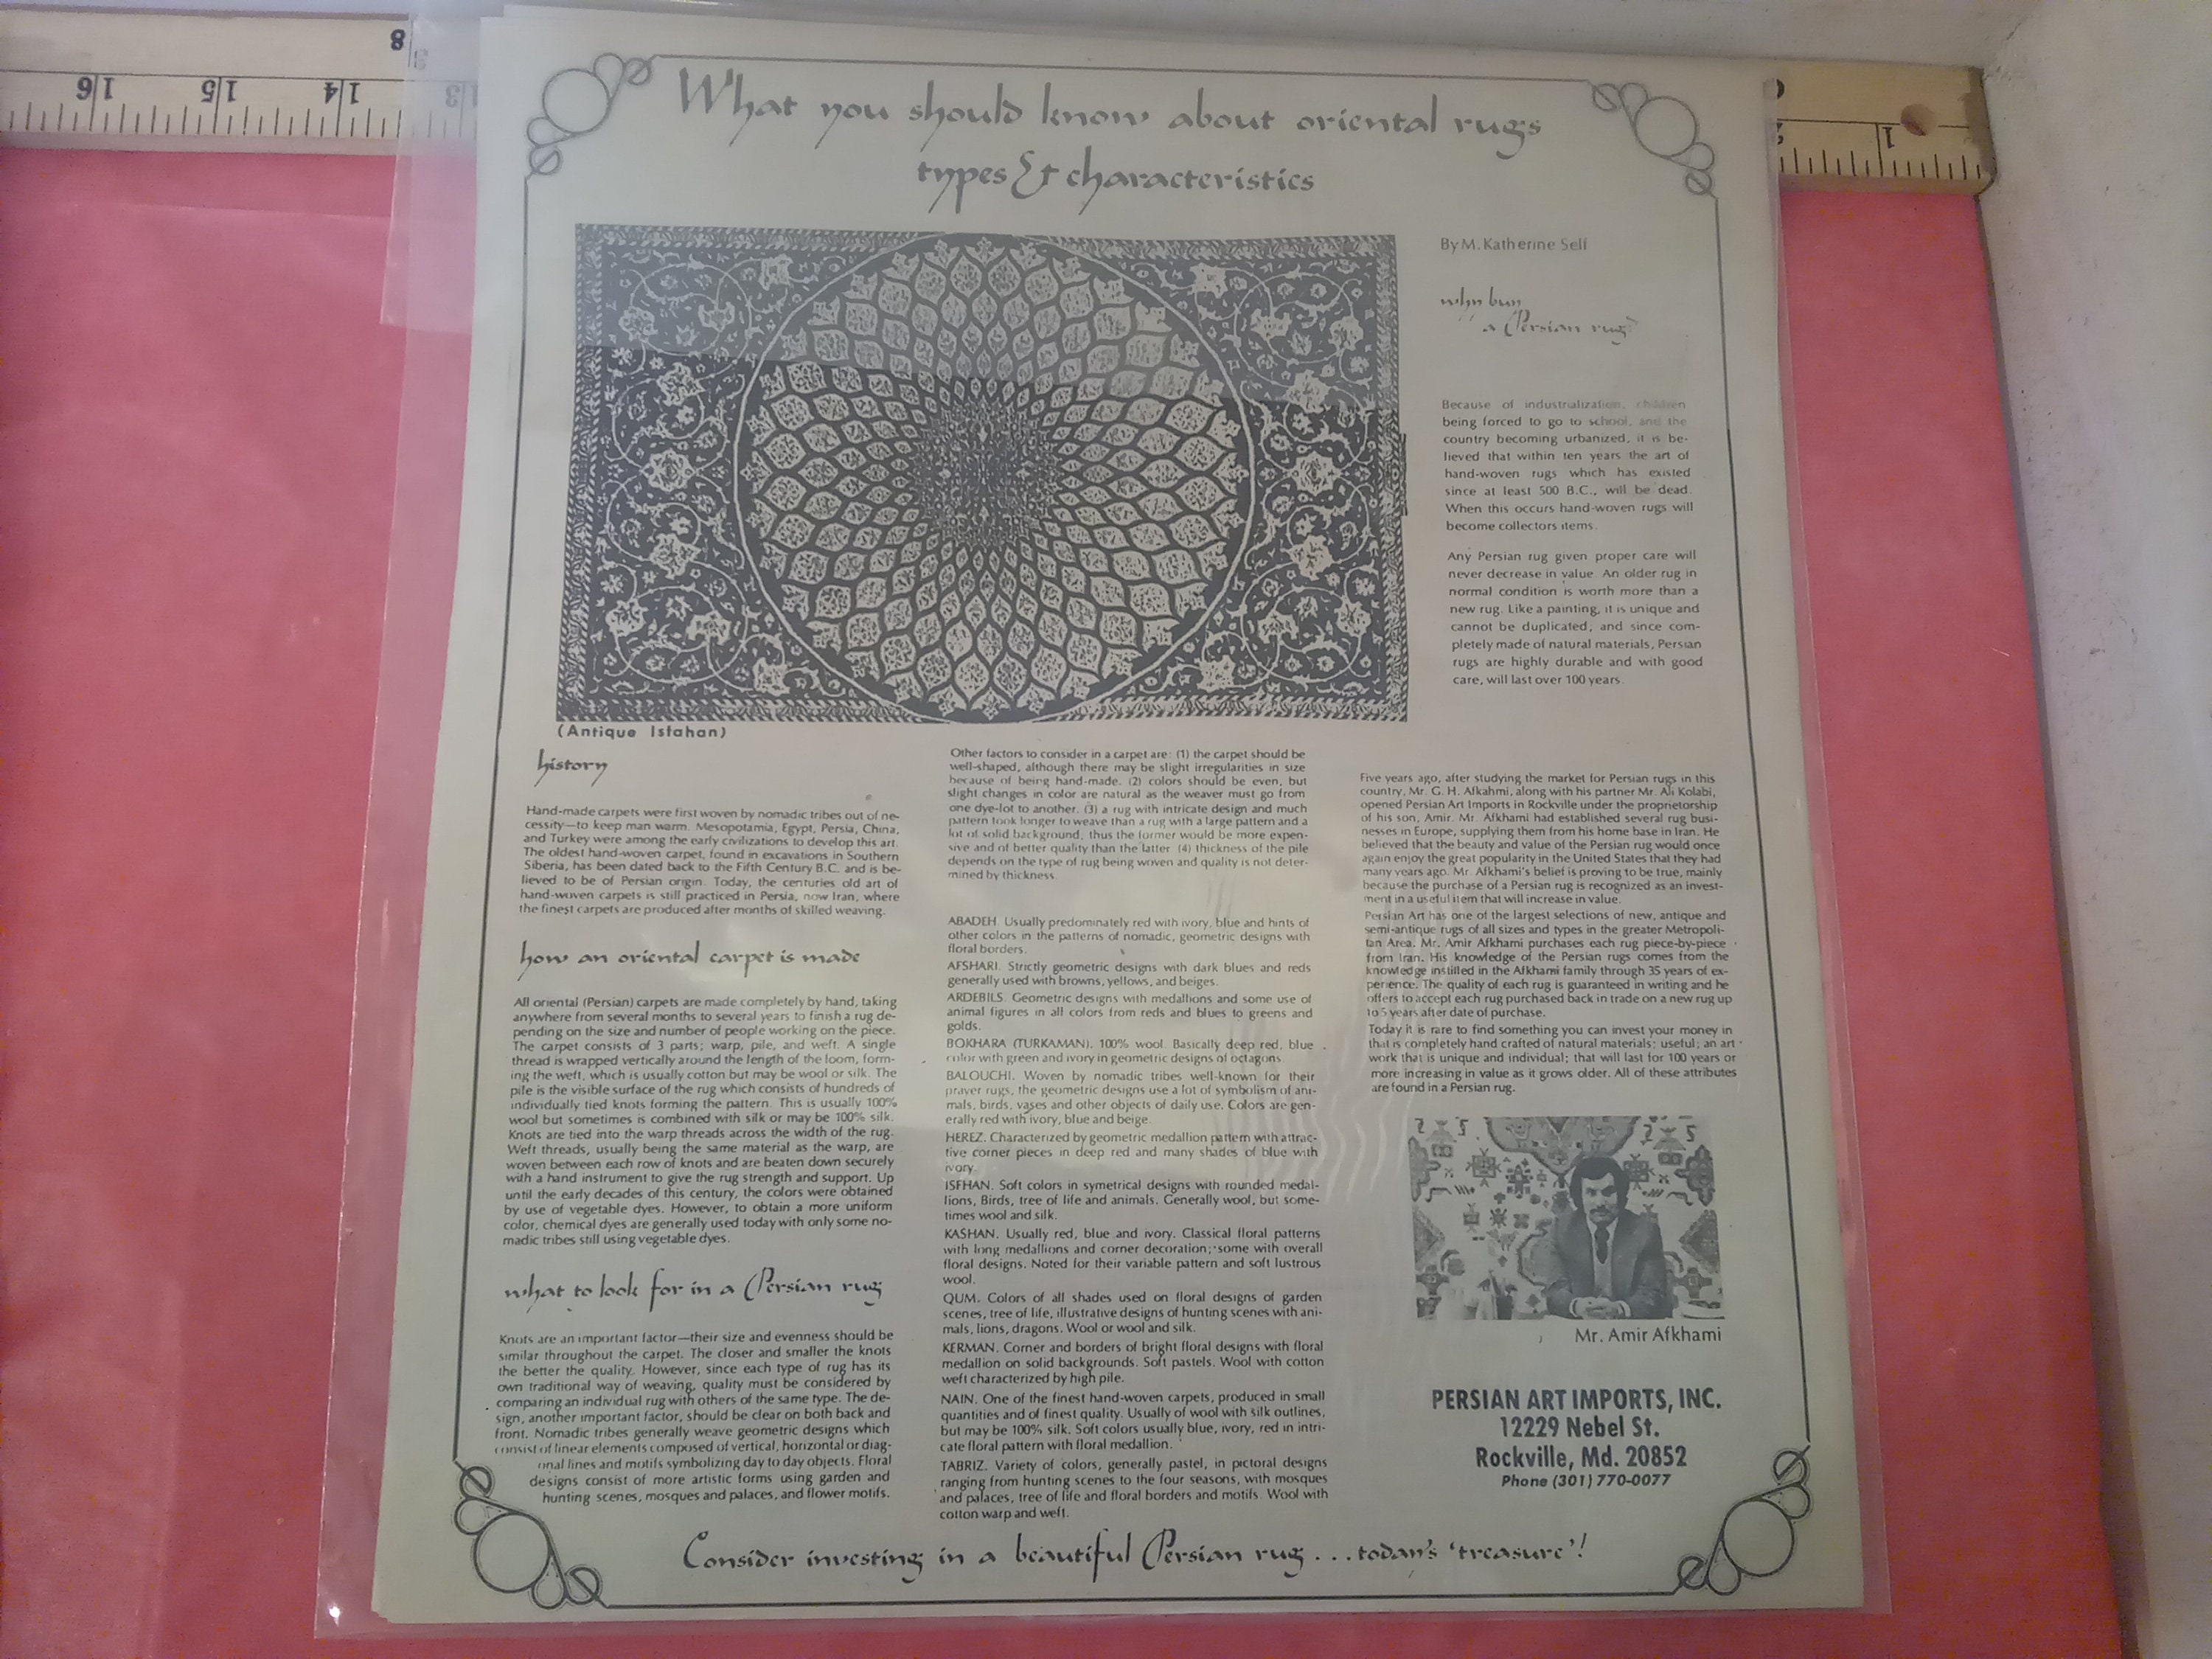 What you should know about oriental rugs
types & characteristics
By M. Katherine Self
why buy
a Persian rug?
Because of industrialization, children
being forced to go to school, and the
country becoming urbanized, it is be-
lieved that within ten years the art of
hand-woven rugs which has existed
since at least 500 B.C., will be dead.
When this occurs hand-woven rugs will
become collectors items.
Any Persian rug given proper care will
never decrease in value. An older rug in
normal condition is worth more than a
new rug. Like a painting, it is unique and
cannot be duplicated, and since com-
pletely made of natural materials, Persian
rugs are highly durable and with good
care, will last over 100 years.
(Antique Isfahan)
history
Hand-made carpets were first woven by nomadic tribes out of ne-
cessity—to keep man warm. Mesopotamia, Egypt, Persia, China,
and Turkey were among the early civilizations to develop this art.
The oldest hand-woven carpet, found in excavations in Southern
Siberia, has been dated back to the Fifth Century B.C. and is be-
lieved to be of Persian origin. Today, the centuries old art of
hand-woven carpets is still practiced in Persia, now Iran, where
the finest carpets are produced after months of skilled weaving.
how an oriental carpet is made
All oriental (Persian) carpets are made completely by hand, taking
anywhere from several months to several years to finish a rug de-
pending on the size and number of people working on the piece.
The carpet consists of 3 parts; warp, pile, and weft. A single
thread is wrapped vertically around the length of the loom, form-
ing the weft, which is usually cotton but may be wool or silk. The
pile is the visible surface of the rug which consists of hundreds of
individually tied knots forming the pattern. This is usually 100%
wool but sometimes is combined with silk or may be 100% silk.
Knots are tied into the warp threads across the width of the rug.
Weft threads, usually being the same material as the warp, are
woven between each row of knots and are beaten down securely
with a hand instrument to give the rug strength and support. Up
until the early decades of this century, the colors were obtained
by use of vegetable dyes. However, to obtain a more uniform
color, chemical dyes are generally used today with only some no-
madic tribes still using vegetable dyes.
what to look for in a Persian rug
Knots are an important factor—their size and evenness should be
similar throughout the carpet. The closer and smaller the knots
the better the quality. However, since each type of rug has its
own traditional way of weaving, quality must be considered by
comparing an individual rug with others of the same type. The de-
sign, another important factor, should be clear on both back and
front. Nomadic tribes generally weave geometric designs which
consist of linear elements composed of vertical, horizontal or diag-
onal lines and motifs symbolizing day to day objects. Floral
designs consist of more artistic forms using garden and
hunting scenes, mosques and palaces, and flower motifs.
Other factors to consider in a carpet are: (1) the carpet should be
well-shaped, although there may be slight irregularities in size
because of being hand-made. (2) colors should be even, but
slight changes in color are natural as the weaver must go from
one dye-lot to another. (3) a rug with intricate design and much
pattern took longer to weave than a rug with a large pattern and a
lot of solid background, thus the former would be more expen-
sive and of better quality than the latter. (4) thickness of the pile
depends on the type of rug being woven and quality is not deter-
mined by thickness.
ABADEH. Usually predominately red with ivory, blue and hints of
other colors in the patterns of nomadic, geometric designs with
floral borders.
AFSHARI. Strictly geometric designs with dark blues and reds
generally used with browns, yellows, and beiges.
ARDEBILS. Geometric designs with medallions and some use of
animal figures in all colors from reds and blues to greens and
golds.
BOKHARA (TURKAMAN). 100% wool. Basically deep red, blue
color with green and ivory in geometric designs of octagons.
BALOUCHI. Woven by nomadic tribes well-known for their
prayer rugs, the geometric designs use a lot of symbolism of ani-
mals, birds, vases and other objects of daily use. Colors are gen-
erally red with ivory, blue and beige.
HEREZ. Characterized by geometric medallion pattern with attrac-
tive corner pieces in deep red and many shades of blue with
ivory.
ISFHAN. Soft colors in symetrical designs with rounded medal-
lions, Birds, tree of life and animals. Generally wool, but some-
times wool and silk.
KASHAN. Usually red, blue and ivory. Classical floral patterns
with long medallions and corner decoration; some with overall
floral designs. Noted for their variable pattern and soft lustrous
wool.
QUM. Colors of all shades used on floral designs of garden
scenes, tree of life, illustrative designs of hunting scenes with ani-
mals, lions, dragons. Wool or wool and silk.
KERMAN. Corner and borders of bright floral designs with floral
medallion on solid backgrounds. Soft pastels. Wool with cotton
weft characterized by high pile.
NAIN. One of the finest hand-woven carpets, produced in small
quantities and of finest quality. Usually of wool with silk outlines,
but may be 100% silk. Soft colors usually blue, ivory, red in intri-
cate floral pattern with floral medallion.
TABRIZ. Variety of colors, generally pastel, in pictoral designs
ranging from hunting scenes to the four seasons, with mosques
and palaces, tree of life and floral borders and motifs. Wool with
cotton warp and weft.
Five years ago, after studying the market for Persian rugs in this
country, Mr. G. H. Afkahmi, along with his partner Mr. Ali Kolabi,
opened Persian Art Imports in Rockville under the proprietorship
of his son, Amir. Mr. Afkhami had established several rug busi-
nesses in Europe, supplying them from his home base in Iran. He
believed that the beauty and value of the Persian rug would once
again enjoy the great popularity in the United States that they had
many years ago. Mr. Afkhami's belief is proving to be true, mainly
because the purchase of a Persian rug is recognized as an invest-
ment in a useful item that will increase in value.
Persian Art has one of the largest selections of new, antique and
semi-antique rugs of all sizes and types in the greater Metropoli-
tan Area. Mr. Amir Afkhami purchases each rug piece-by-piece
from Iran. His knowledge of the Persian rugs comes from the
knowledge instilled in the Afkhami family through 35 years of ex-
perience. The quality of each rug is guaranteed in writing and he
offers to accept each rug purchased back in trade on a new rug up
to 5 years after date of purchase.
Today it is rare to find something you can invest your money in
that is completely hand crafted of natural materials; useful; an art
work that is unique and individual; that will last for 100 years or
more increasing in value as it grows older. All of these attributes
are found in a Persian rug.
Mr. Amir Afkhami
PERSIAN ART IMPORTS, INC.
12229 Nebel St.
Rockville, Md. 20852
Phone (301) 770-0077
Consider investing in a beautiful Persian rug...today's 'treasure'!
8
16 15 14 13
1